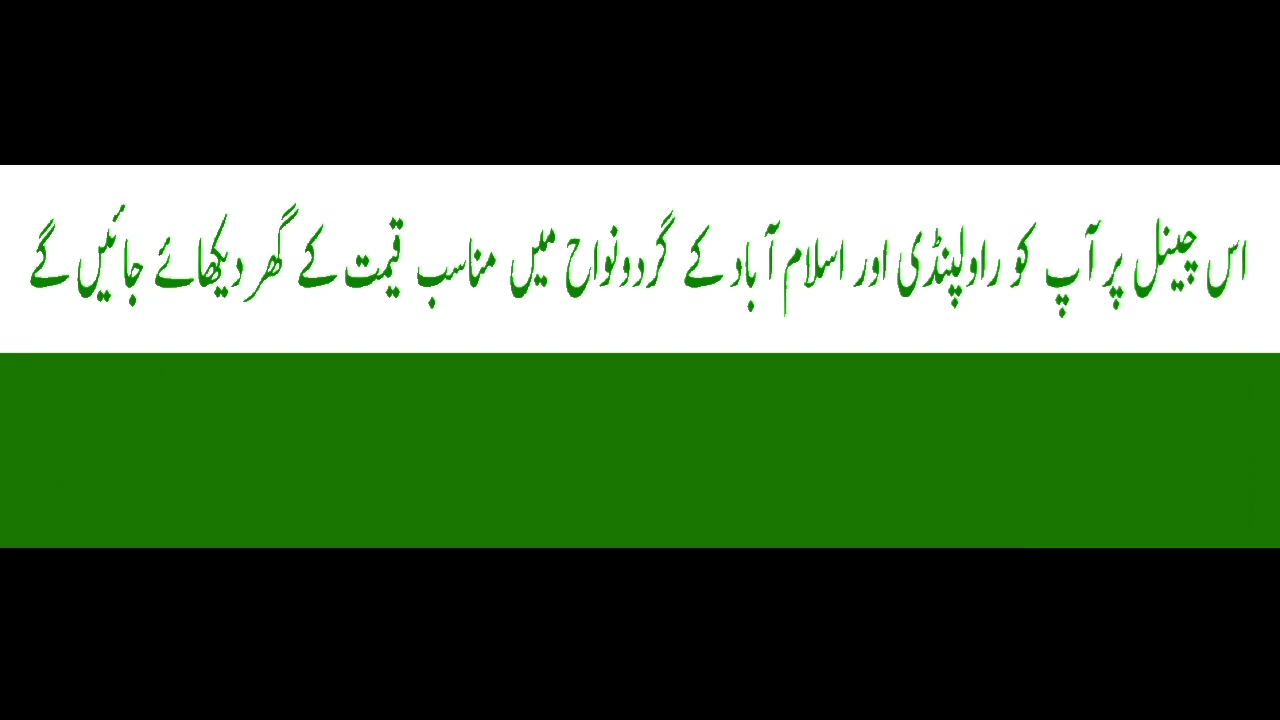 اس چینل پر آپ کو راولپنڈی اور اسلام آباد کے گردونواح میں مناسب قیمت کے گھر دیکھائے جائیں گے